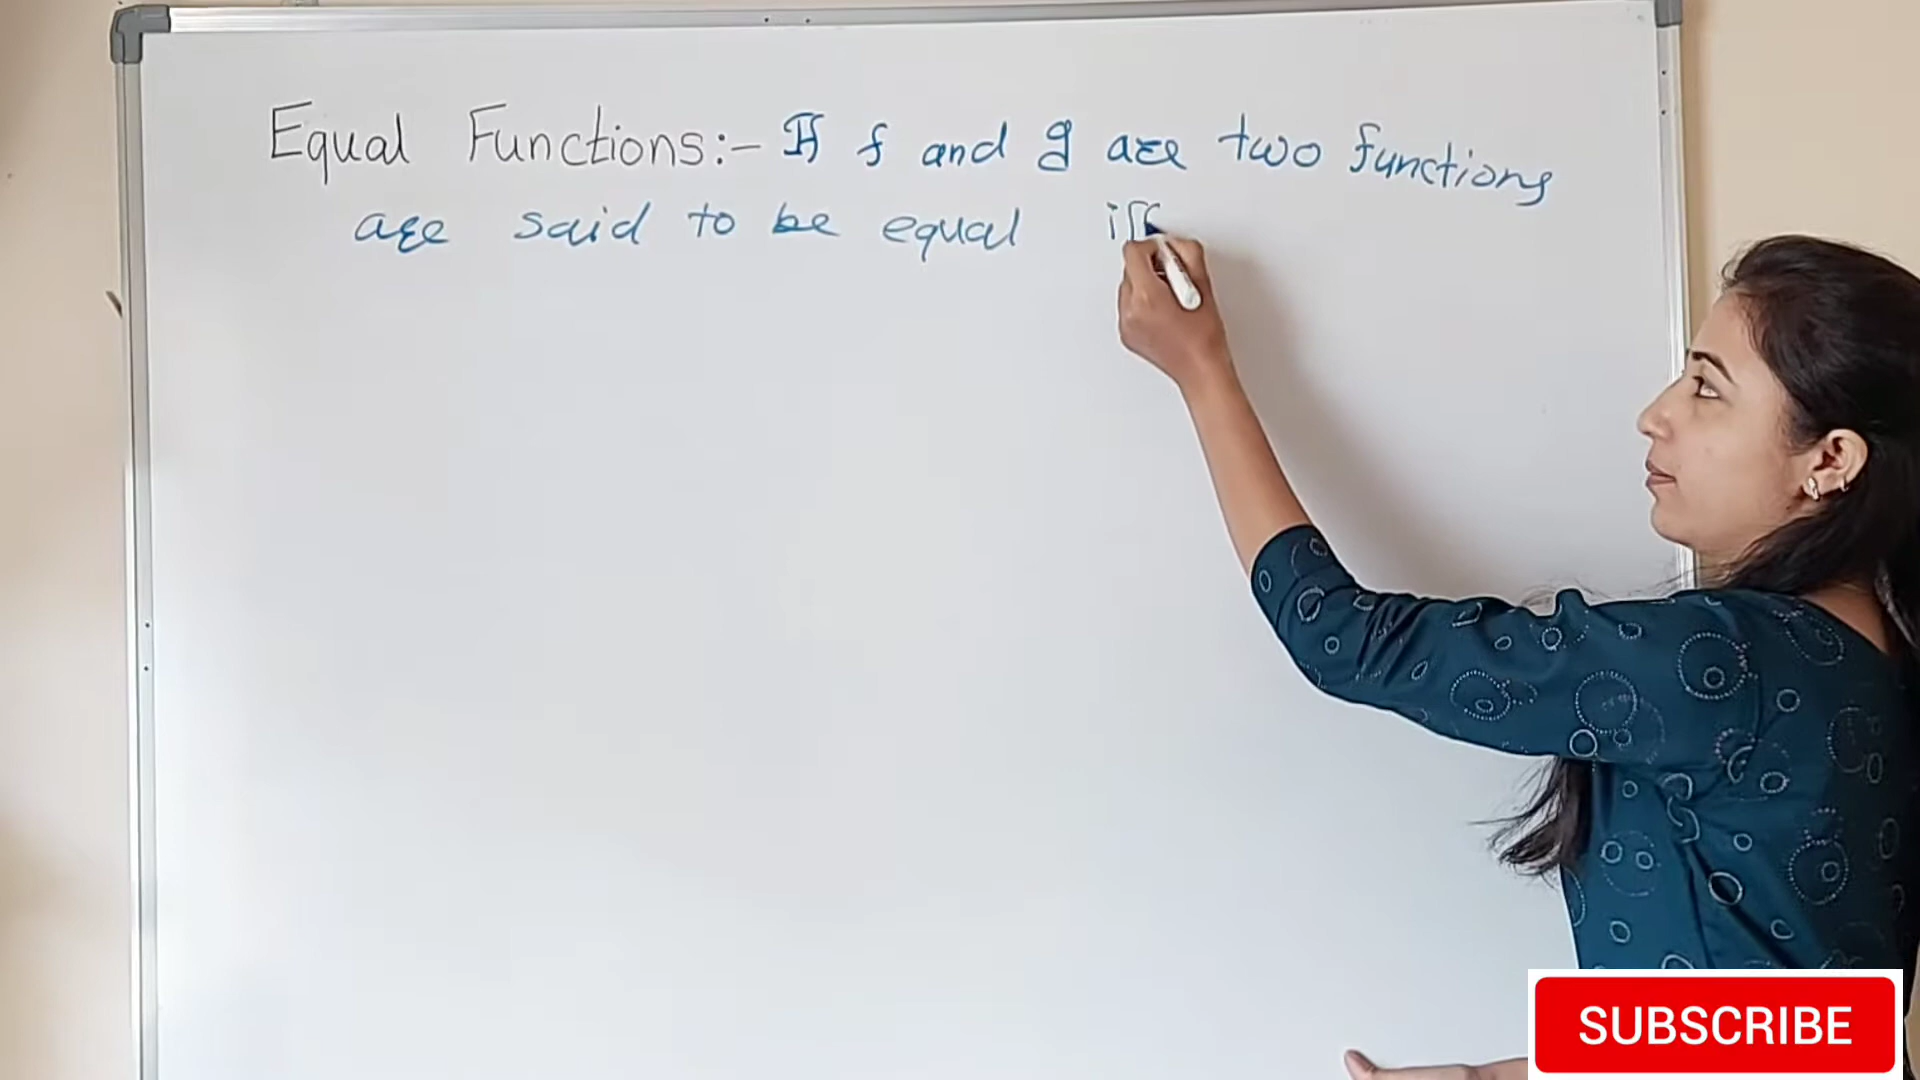 Equal Functions:- If f and g are two functions
are said to be equal iff
SUBSCRIBE